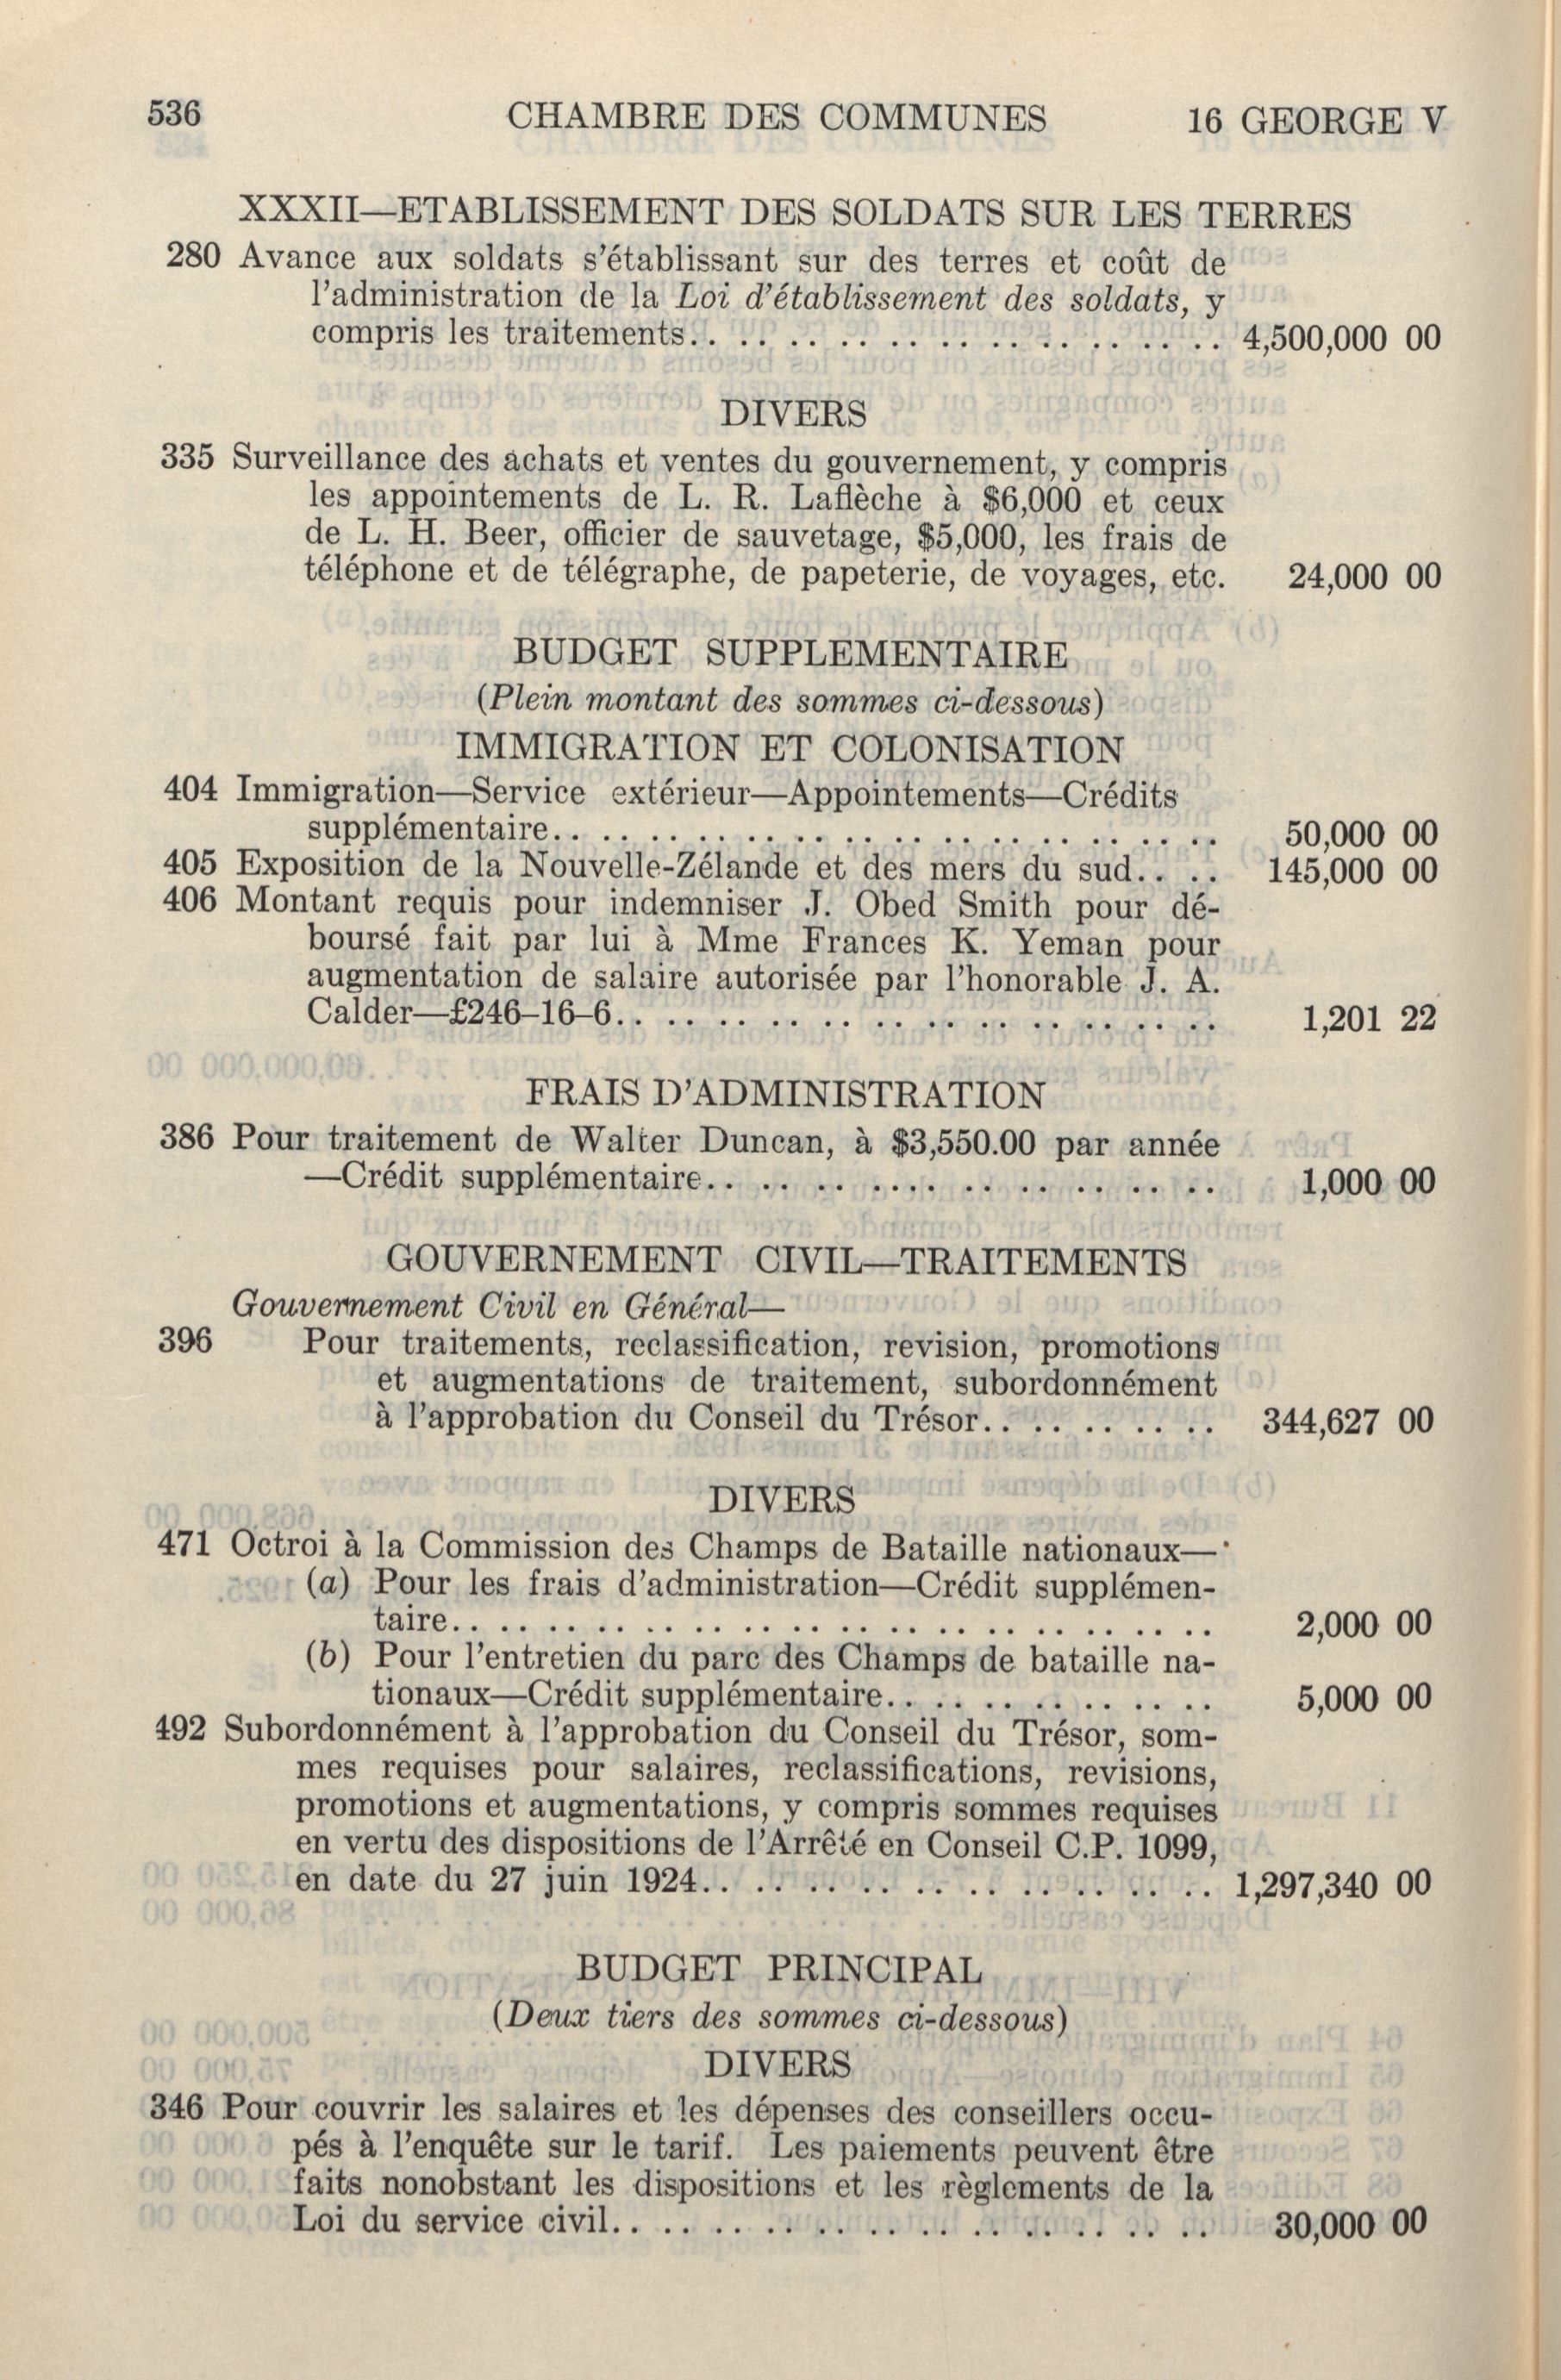 536 CHAMBRE DES COMMUNES 16 GEORGE V
XXXII—ETABLISSEMENT DES SOLDATS SUR LES TERRES
280 Avance aux soldats s'établissant sur des terres et coût de
l'administration de la Loi d'établissement des soldats, y
compris les traitements.. .. .. .. .. .. .. .. .. .. .. 4,500,000 00
DIVERS
335 Surveillance des achats et ventes du gouvernement, y compris
les appointements de L. R. Laflèche à $6,000 et ceux
de L. H. Beer, officier de sauvetage, $5,000, les frais de
téléphone et de télégraphe, de papeterie, de voyages, etc. 24,000 00
BUDGET SUPPLEMENTAIRE
(Plein montant des sommes ci-dessous)
IMMIGRATION ET COLONISATION
404 Immigration—Service extérieur—Appointements—Crédits
supplémentaire.. .. .. .. .. .. .. .. .. .. .. .. .. .. 50,000 00
405 Exposition de la Nouvelle-Zélande et des mers du sud.. .. 145,000 00
406 Montant requis pour indemniser J. Obed Smith pour dé-
boursé fait par lui à Mme Frances K. Yeman pour
augmentation de salaire autorisée par l'honorable J. A.
Calder—£246-16-6.. .. .. .. .. .. .. .. .. .. .. .. 1,201 22
FRAIS D'ADMINISTRATION
386 Pour traitement de Walter Duncan, à $3,550.00 par année
—Crédit supplémentaire.. .. .. .... .. .. .. .. .. 1,000 00
GOUVERNEMENT CIVIL—TRAITEMENTS
Gouvernement Civil en Général—
396 Pour traitements, reclassification, revision, promotions
et augmentations de traitement, subordonnément
à l'approbation du Conseil du Trésor.. .. .. .. .. 344,627 00
DIVERS
471 Octroi à la Commission des Champs de Bataille nationaux—
(a) Pour les frais d'administration—Crédit supplémen-
taire.. .. .. .. .. .. .. .. .. .. .. .. .. .. .. .. 2,000 00
(b) Pour l'entretien du parc des Champs de bataille na-
tionaux—Crédit supplémentaire.. .. .. .. .. .. .. 5,000 00
492 Subordonnément à l'approbation du Conseil du Trésor, som-
mes requises pour salaires, reclassifications, revisions,
promotions et augmentations, y compris sommes requises
en vertu des dispositions de l'Arrêté en Conseil C.P. 1099,
en date du 27 juin 1924.. .. .. .. .. .. .. .. .. .. 1,297,340 00
BUDGET PRINCIPAL
(Deux tiers des sommes ci-dessous)
DIVERS
346 Pour couvrir les salaires et les dépenses des conseillers occu-
pés à l'enquête sur le tarif. Les paiements peuvent être
faits nonobstant les dispositions et les règlements de la
Loi du service civil.. .. .. .. .. .. .. .. .. .. .. .. 30,000 00